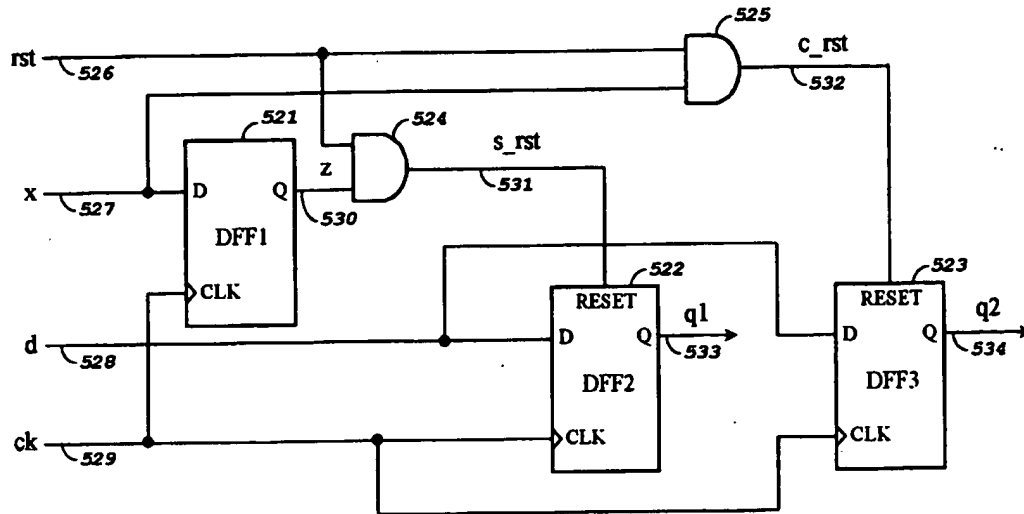 525
rst
526
c_rst
532
521
524
s_rst
x
527
D
Q
z
530
531
DFF1
CLK
522
523
RESET
RESET
q1
q2
d
528
D
Q
533
D
Q
534
DFF2
DFF3
ck
529
CLK
CLK